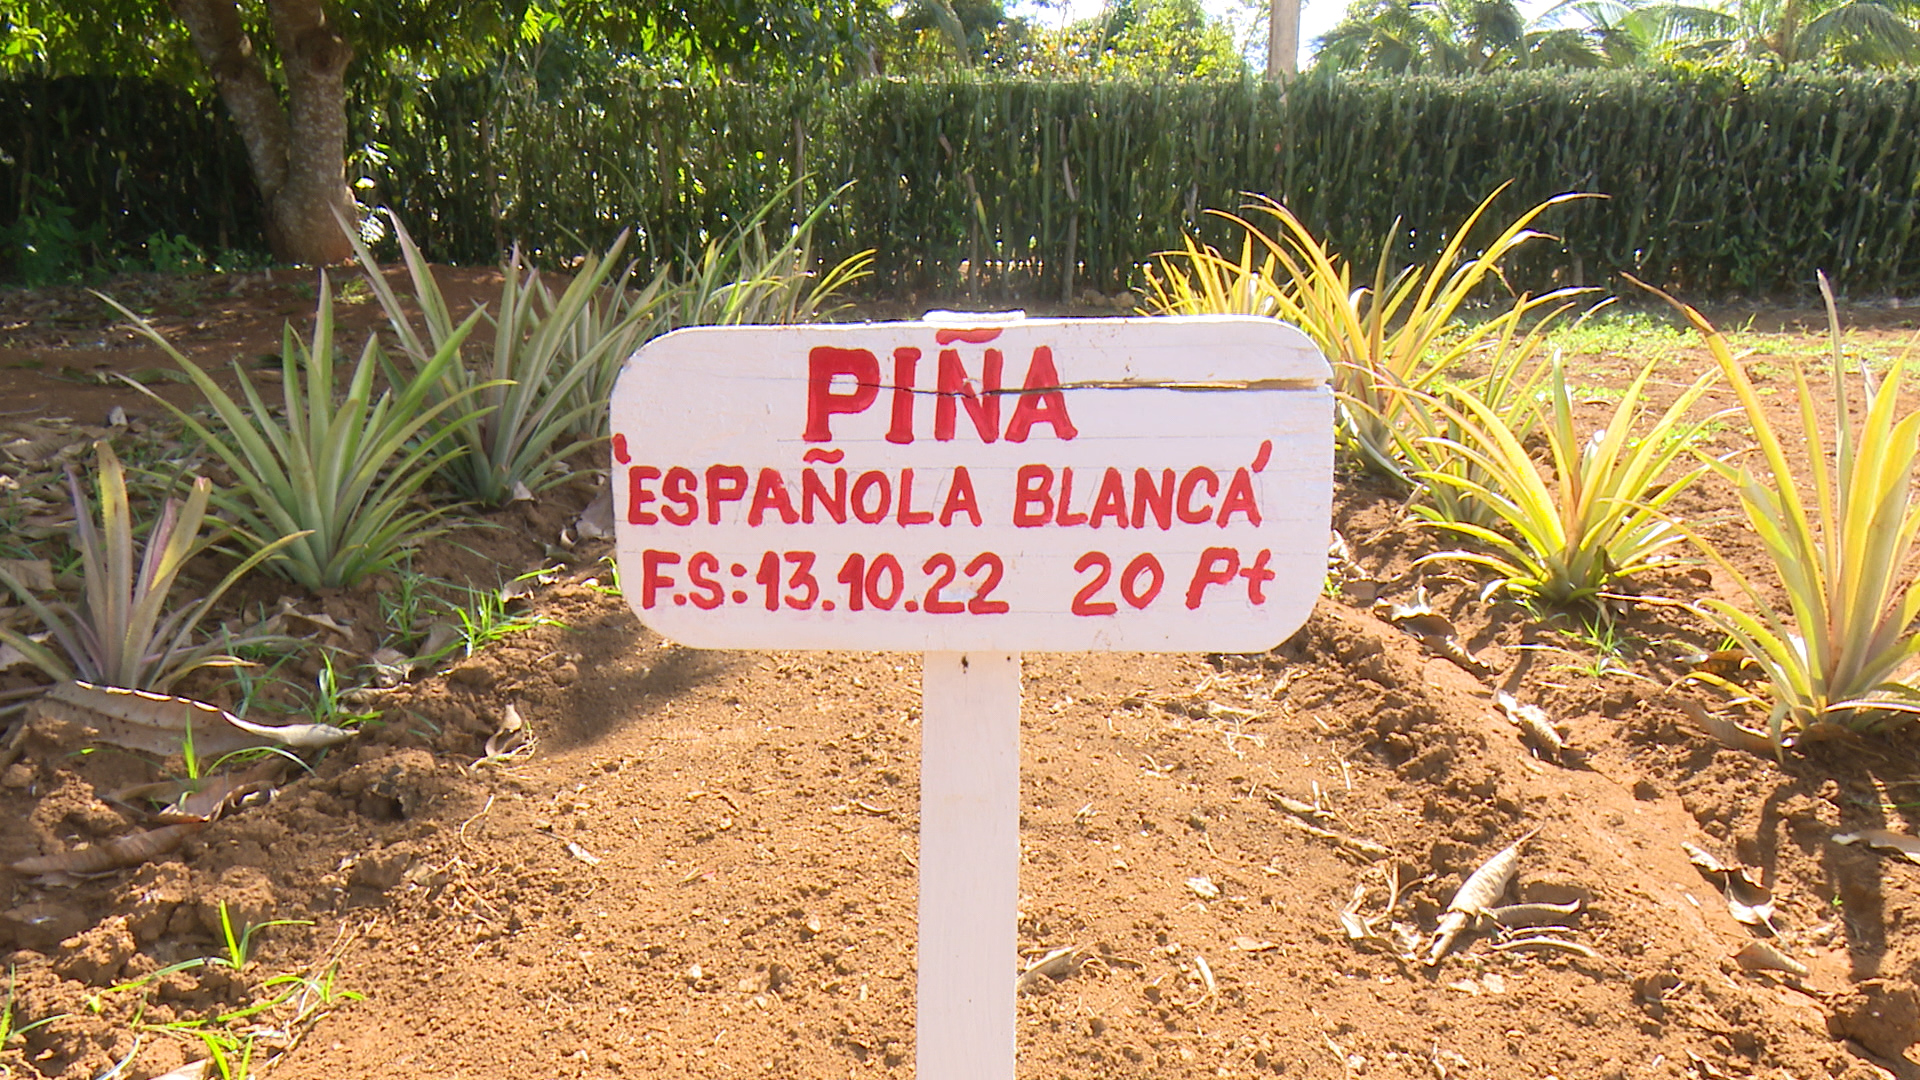 PIÑA
'ESPAÑOLA BLANCA'
F.S: 13.10.22 20 Pt